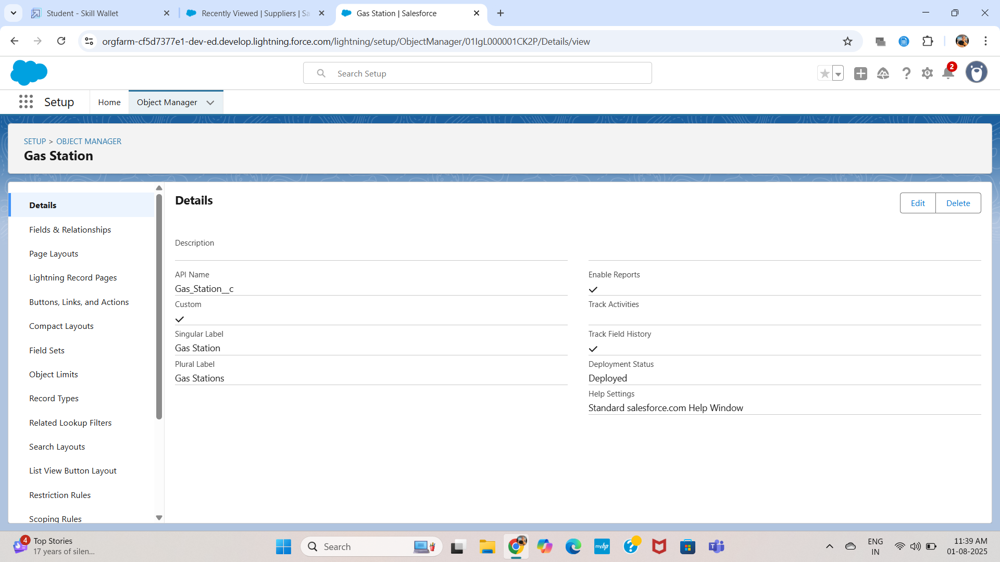 Student - Skill Wallet
Recently Viewed | Suppliers | Sa
Gas Station | Salesforce
orgfarm-cf5d7377e1-dev-ed.develop.lightning.force.com/lightning/setup/ObjectManager/01IgL000001CK2P/Details/view
Search Setup
2
Setup
Home
Object Manager
SETUP > OBJECT MANAGER
Gas Station
Details
Fields & Relationships
Page Layouts
Lightning Record Pages
Buttons, Links, and Actions
Compact Layouts
Field Sets
Object Limits
Record Types
Related Lookup Filters
Search Layouts
List View Button Layout
Restriction Rules
Scoping Rules
Details
Edit
Delete
Description
API Name
Gas_Station__c
Custom
Singular Label
Gas Station
Plural Label
Gas Stations
Enable Reports
Track Activities
Track Field History
Deployment Status
Deployed
Help Settings
Standard salesforce.com Help Window
4
Top Stories
17 years of silen...
Search
myhp
ENG
IN
11:39 AM
01-08-2025